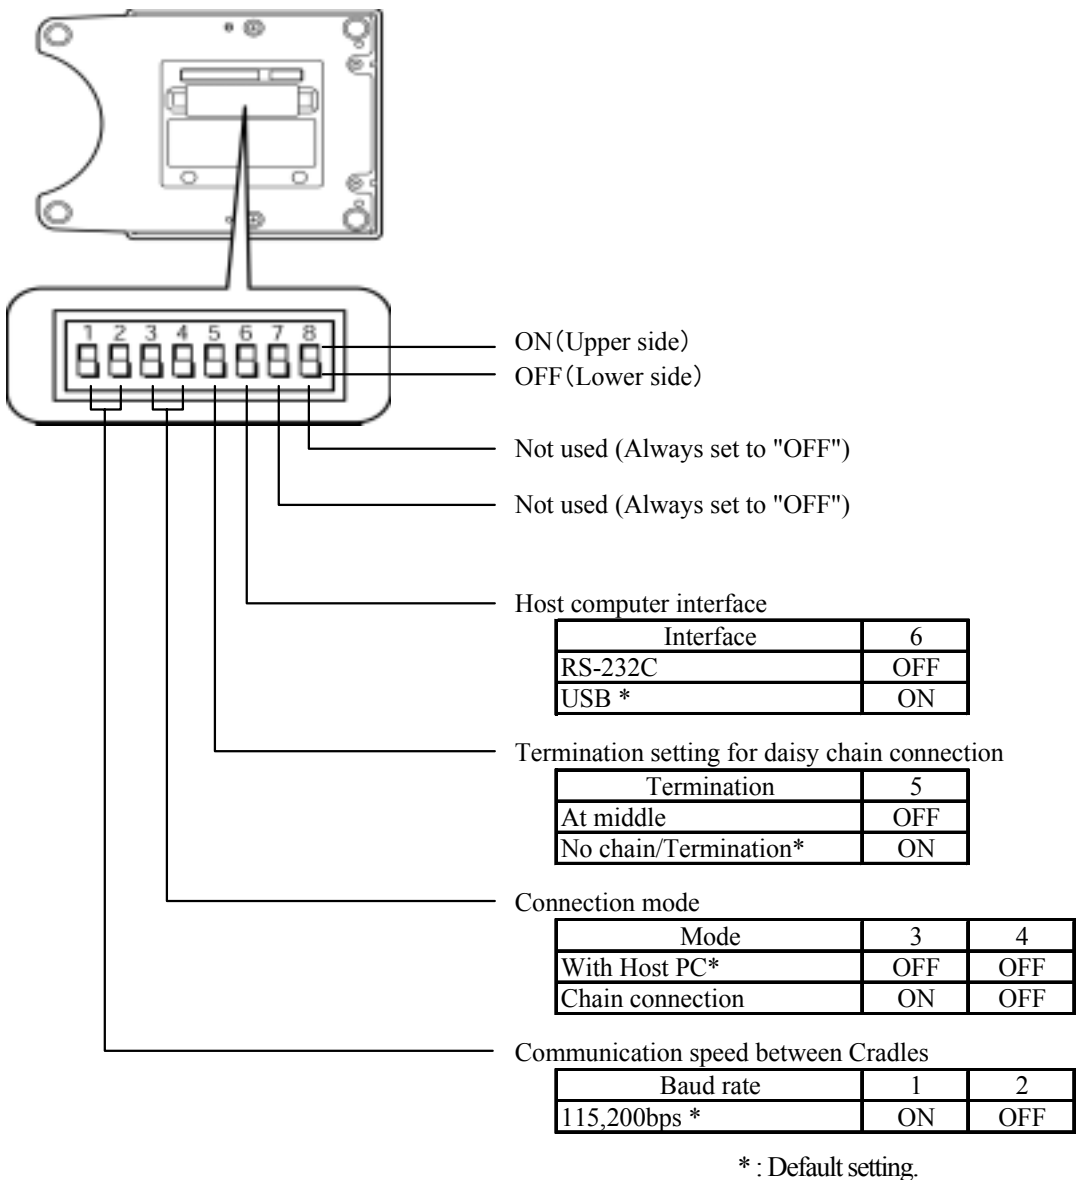 1 2 3 4 5 6 7 8
ON（Upper side）
OFF（Lower side）
Not used (Always set to "OFF")
Not used (Always set to "OFF")
Host computer interface
Interface 6
RS-232C OFF
USB * ON
Termination setting for daisy chain connection
Termination 5
At middle OFF
No chain/Termination* ON
Connection mode
Mode 3 4
With Host PC* OFF OFF
Chain connection ON OFF
Communication speed between Cradles
Baud rate 1 2
115,200bps * ON OFF
* : Default setting.